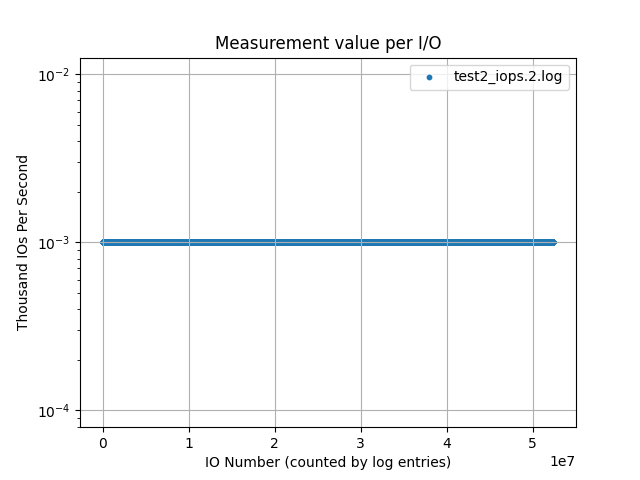 Measurement value per I/O
test2_iops.2.log
10⁻²
10⁻³
10⁻⁴
Thousand IOs Per Second
0 1 2 3 4 5
1e7
IO Number (counted by log entries)